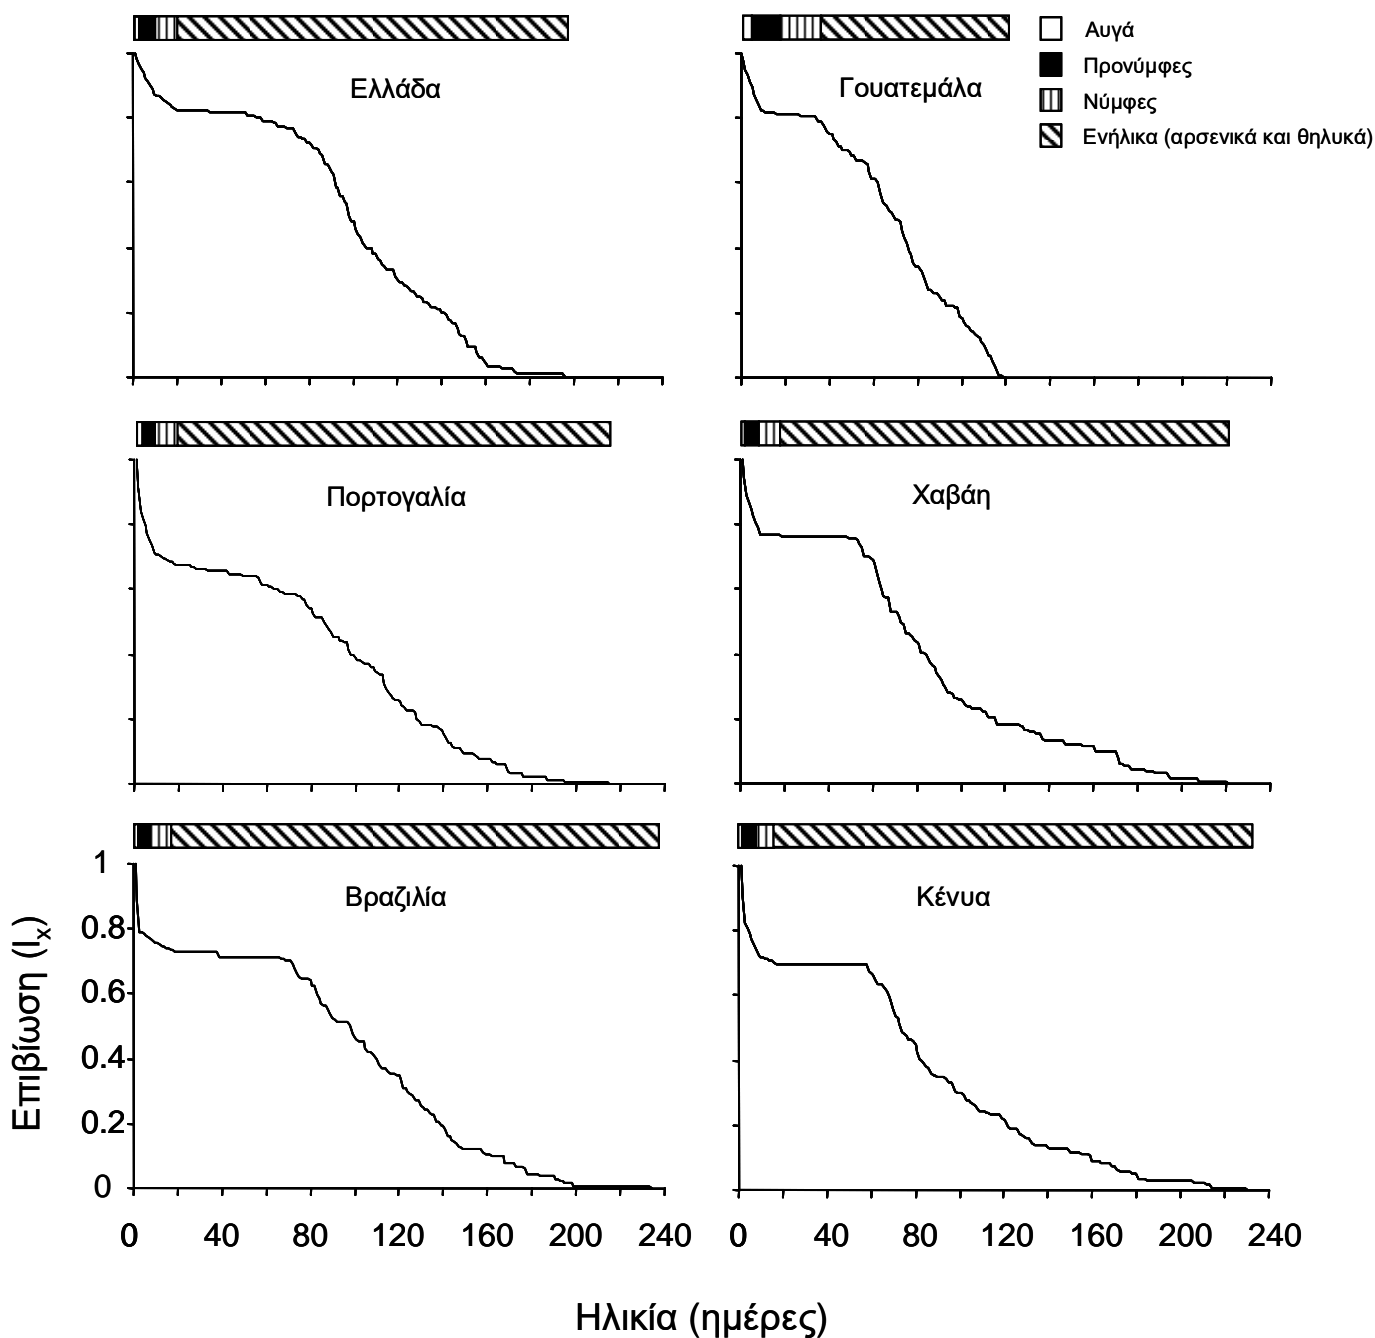 Ελλάδα
Γουατεμάλα
Αυγά
Προνύμφες
Νύμφες
Ενήλικα (αρσενικά και θηλυκά)
Πορτογαλία
Χαβάη
Βραζιλία
Κένυα
Επιβίωση (lx)
1
0.8
0.6
0.4
0.2
0
0 40 80 120 160 200 240
0 40 80 120 160 200 240
Ηλικία (ημέρες)